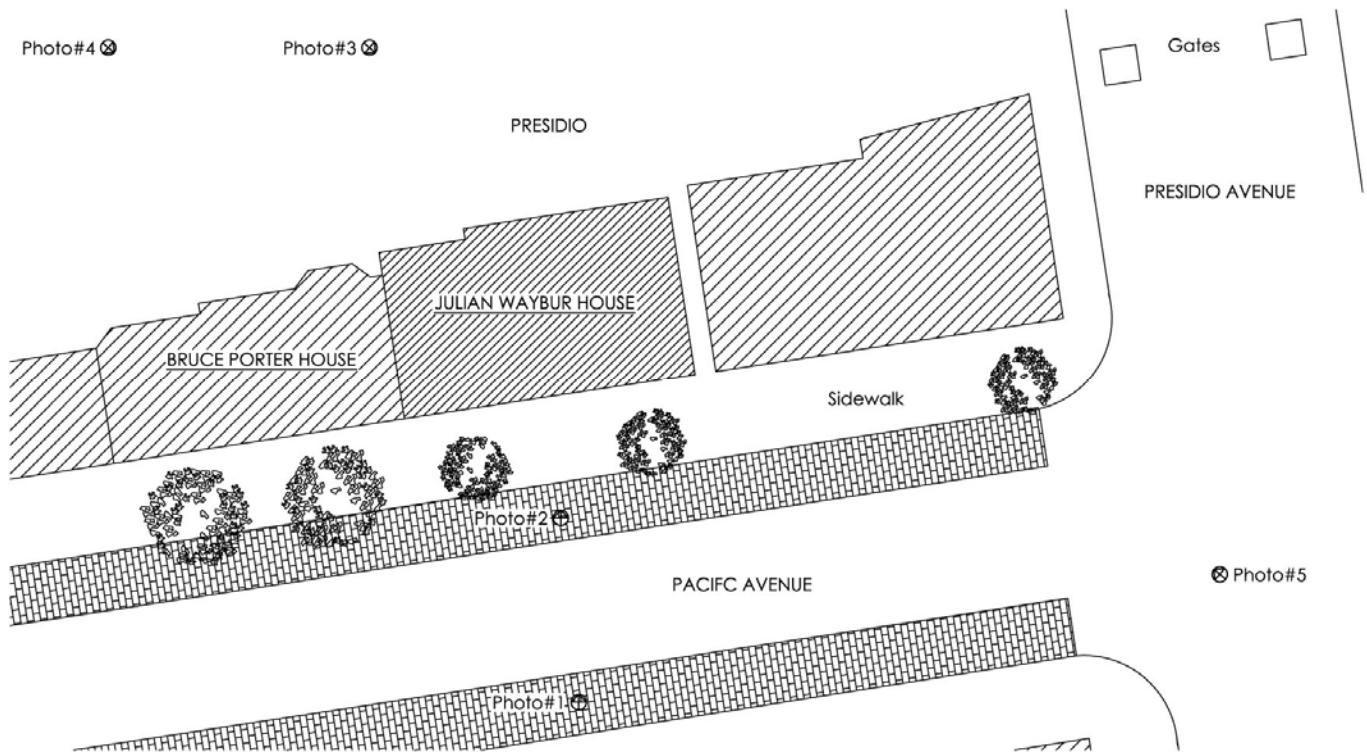 Photo#4
Photo#3
Gates
PRESIDIO
PRESIDIO AVENUE
JULIAN WAYBUR HOUSE
BRUCE PORTER HOUSE
Sidewalk
Photo#2
PACIFC AVENUE
Photo#5
Photo#1